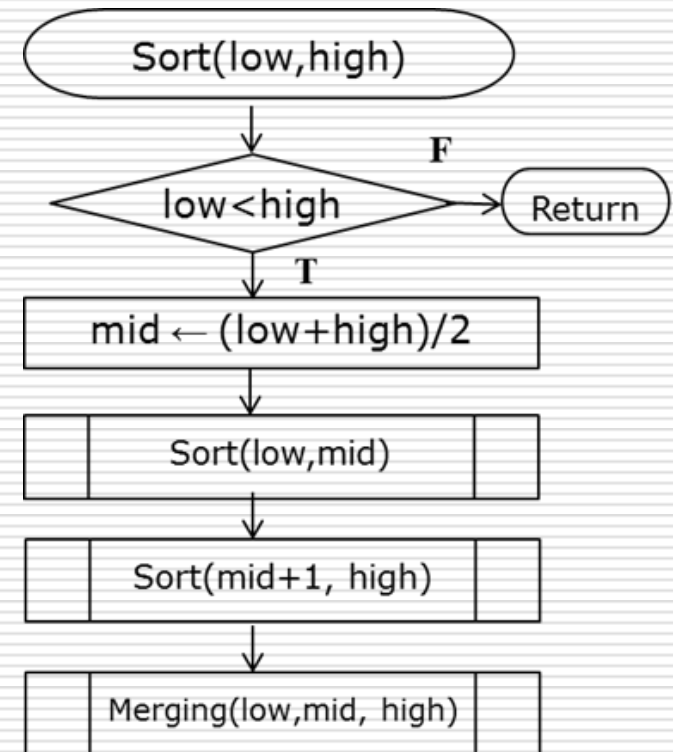 Sort(low,high)
F
low<high
Return
T
mid ← (low+high)/2
Sort(low,mid)
Sort(mid+1, high)
Merging(low,mid, high)